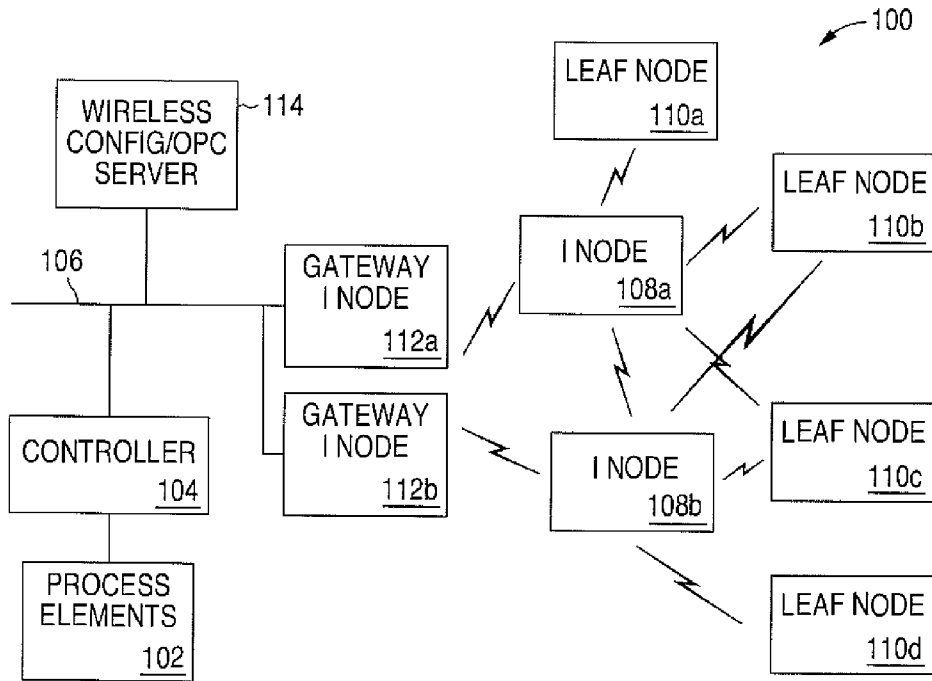 100
LEAF NODE
110a
WIRELESS
CONFIG/OPC
SERVER
114
LEAF NODE
110b
I NODE
108a
106
GATEWAY
I NODE
112a
GATEWAY
I NODE
112b
CONTROLLER
104
I NODE
108b
LEAF NODE
110c
PROCESS
ELEMENTS
102
LEAF NODE
110d